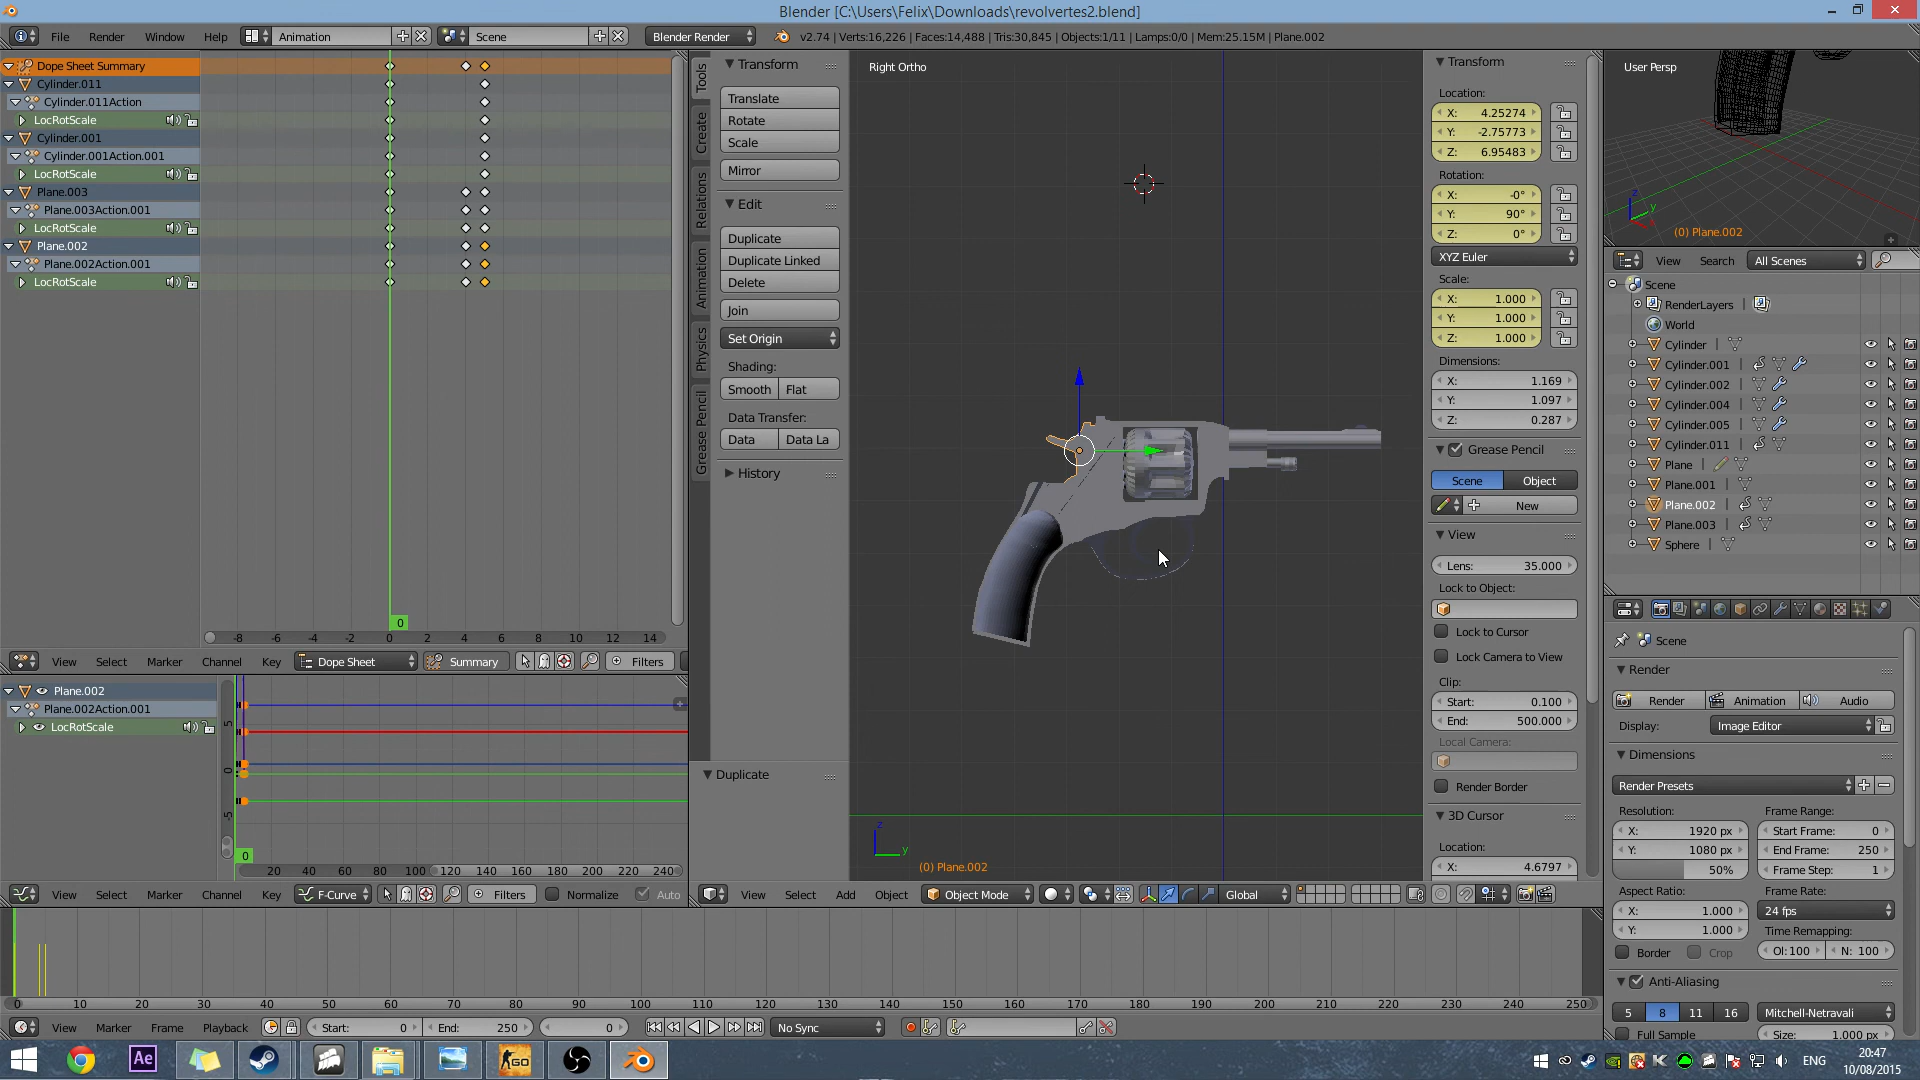 Blender [C:\Users\Felix\Downloads\revolvertes2.blend]
File Render Window Help Animation Scene Blender Render v2.74 | Verts:16,226 | Faces:14,488 | Tris:30,845 | Objects:1/11 | Lamps:0/0 | Mem:25.15M | Plane.002
Dope Sheet Summary
Cylinder.011
Cylinder.011Action
LocRotScale
Cylinder.001
Cylinder.001Action.001
LocRotScale
Plane.003
Plane.003Action.001
LocRotScale
Plane.002
Plane.002Action.001
LocRotScale
0
-8 -6 -4 -2 0 2 4 6 8 10 12 14
View Select Marker Channel Key Dope Sheet Summary Filters
Plane.002
Plane.002Action.001
LocRotScale
5
0
-5
0
20 40 60 80 100 120 140 160 180 200 220 240
View Select Marker Channel Key F-Curve Filters Normalize Auto
Tools
Create
Relations
Animation
Physics
Grease Pencil
Transform
Translate
Rotate
Scale
Mirror
Edit
Duplicate
Duplicate Linked
Delete
Join
Set Origin
Shading:
Smooth Flat
Data Transfer:
Data Data La
History
Duplicate
Right Ortho
z
y
(0) Plane.002
View Select Add Object Object Mode Global
Transform
Location:
X: 4.25274
Y: -2.75773
Z: 6.95483
Rotation:
X: -0°
Y: 90°
Z: 0°
XYZ Euler
Scale:
X: 1.000
Y: 1.000
Z: 1.000
Dimensions:
X: 1.169
Y: 1.097
Z: 0.287
Grease Pencil
Scene Object
New
View
Lens: 35.000
Lock to Object:
Lock to Cursor
Lock Camera to View
Clip:
Start: 0.100
End: 500.000
Local Camera:
Render Border
3D Cursor
Location:
X: 4.6797
User Persp
z
y
(0) Plane.002
View Search All Scenes
Scene
RenderLayers
World
Cylinder
Cylinder.001
Cylinder.002
Cylinder.004
Cylinder.005
Cylinder.011
Plane
Plane.001
Plane.002
Plane.003
Sphere
Scene
Render
Render Animation Audio
Display: Image Editor
Dimensions
Render Presets
Resolution: Frame Range:
X: 1920 px Start Frame: 0
Y: 1080 px End Frame: 250
50% Frame Step: 1
Aspect Ratio: Frame Rate:
X: 1.000 24 fps
Y: 1.000 Time Remapping:
Border Crop Ol:100 N: 100
Anti-Aliasing
5 8 11 16 Mitchell-Netravali
Full Sample Size: 1.000 px
0 10 20 30 40 50 60 70 80 90 100 110 120 130 140 150 160 170 180 190 200 210 220 230 240 250
View Marker Frame Playback Start: 0 End: 250 0 No Sync
Ae GO ENG 20:47
10/08/2015